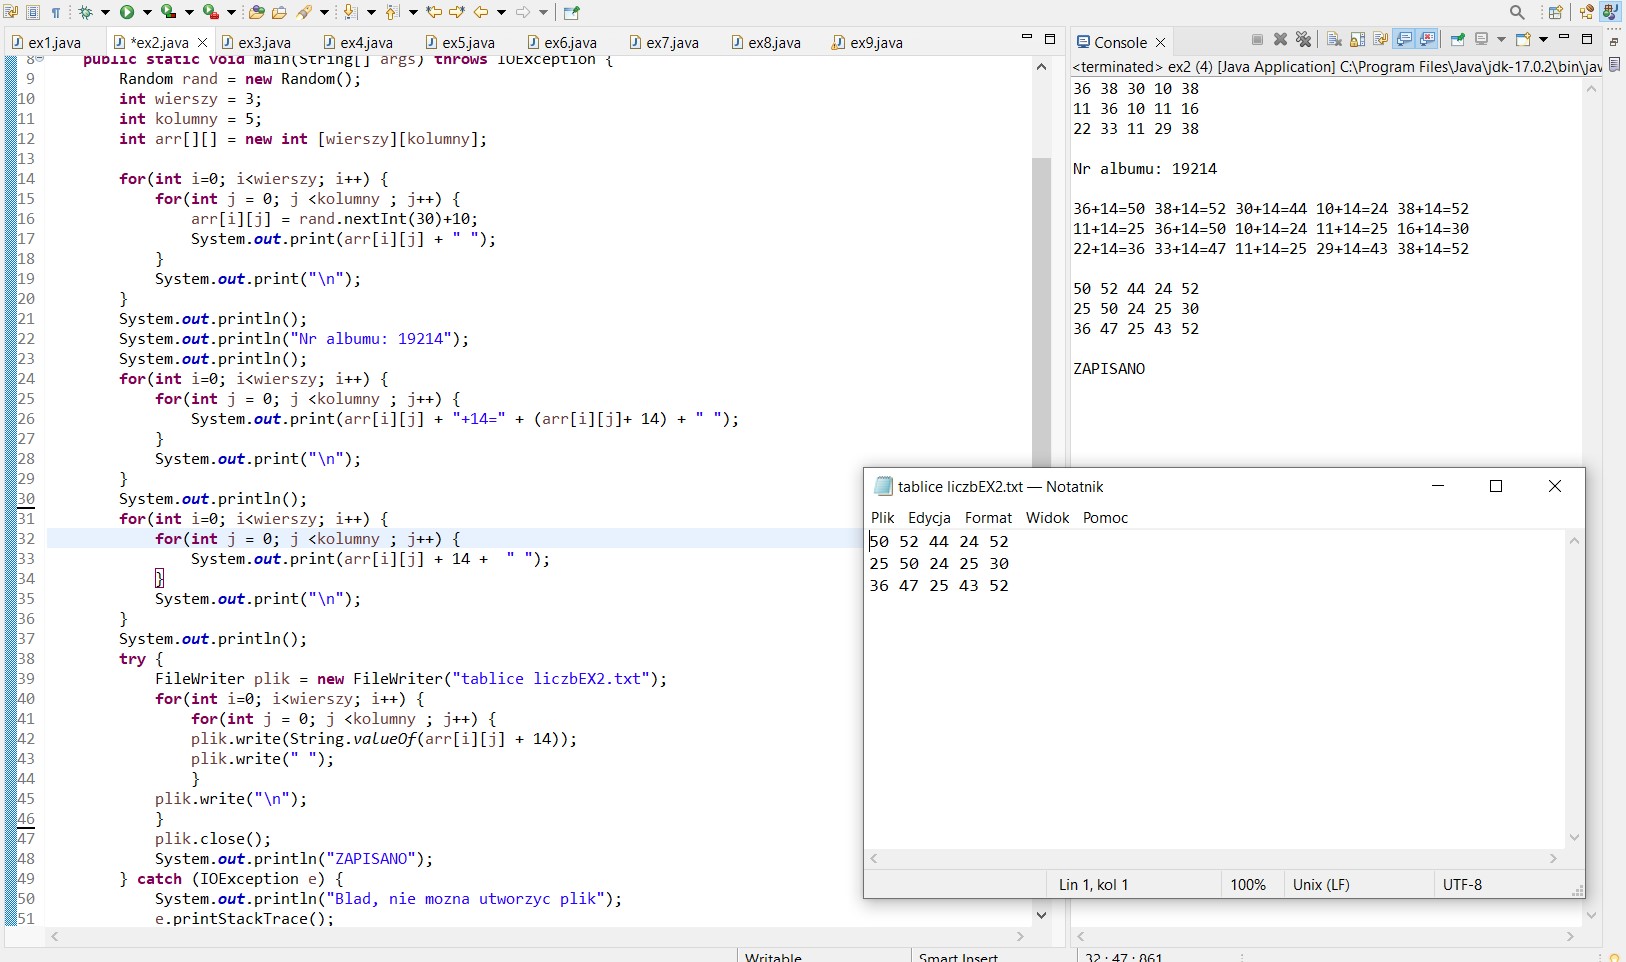 ex1.java
*ex2.java
ex3.java
ex4.java
ex5.java
ex6.java
ex7.java
ex8.java
ex9.java
8 public static void main(String[] args) throws IOException {
9 Random rand = new Random();
10 int wierszy = 3;
11 int kolumny = 5;
12 int arr[][] = new int [wierszy][kolumny];
13
14 for(int i=0; i<wierszy; i++) {
15 for(int j = 0; j <kolumny ; j++) {
16 arr[i][j] = rand.nextInt(30)+10;
17 System.out.print(arr[i][j] + " ");
18 }
19 System.out.print("\n");
20 }
21 System.out.println();
22 System.out.println("Nr albumu: 19214");
23 System.out.println();
24 for(int i=0; i<wierszy; i++) {
25 for(int j = 0; j <kolumny ; j++) {
26 System.out.print(arr[i][j] + "+14=" + (arr[i][j]+ 14) + " ");
27 }
28 System.out.print("\n");
29 }
30 System.out.println();
31 for(int i=0; i<wierszy; i++) {
32 for(int j = 0; j <kolumny ; j++) {
33 System.out.print(arr[i][j] + 14 +  " ");
34 }
35 System.out.print("\n");
36 }
37 System.out.println();
38 try {
39 FileWriter plik = new FileWriter("tablice liczbEX2.txt");
40 for(int i=0; i<wierszy; i++) {
41 for(int j = 0; j <kolumny ; j++) {
42 plik.write(String.valueOf(arr[i][j] + 14));
43 plik.write(" ");
44 }
45 plik.write("\n");
46 }
47 plik.close();
48 System.out.println("ZAPISANO");
49 } catch (IOException e) {
50 System.out.println("Blad, nie mozna utworzyc plik");
51 e.printStackTrace();
Console
<terminated> ex2 (4) [Java Application] C:\Program Files\Java\jdk-17.0.2\bin\jav
36 38 30 10 38
11 36 10 11 16
22 33 11 29 38
Nr albumu: 19214
36+14=50 38+14=52 30+14=44 10+14=24 38+14=52
11+14=25 36+14=50 10+14=24 11+14=25 16+14=30
22+14=36 33+14=47 11+14=25 29+14=43 38+14=52
50 52 44 24 52
25 50 24 25 30
36 47 25 43 52
ZAPISANO
tablice liczbEX2.txt — Notatnik
Plik Edycja Format Widok Pomoc
50 52 44 24 52
25 50 24 25 30
36 47 25 43 52
Lin 1, kol 1 100% Unix (LF) UTF-8
Writable Smart Insert 32 : 47 : 861